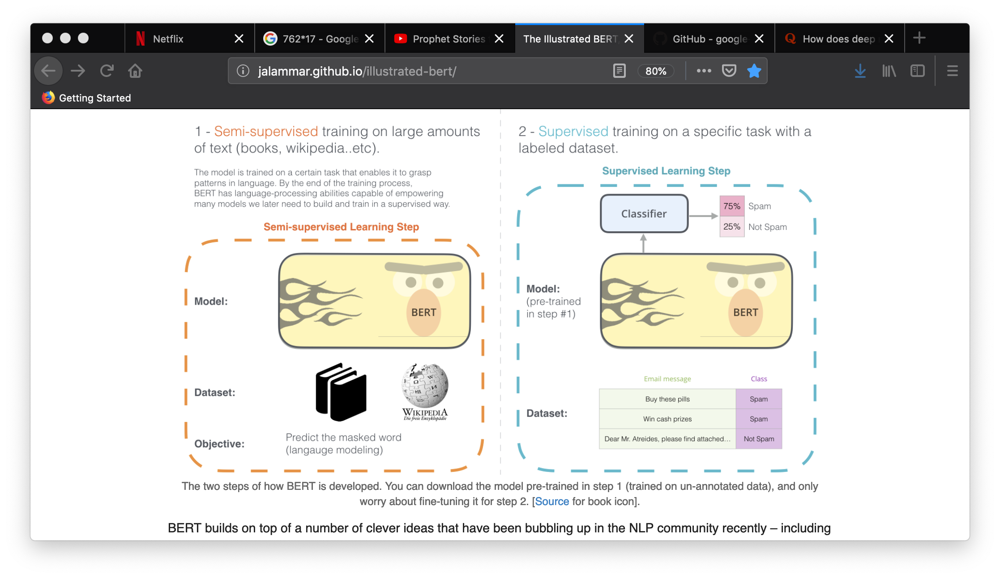 Netflix
762*17 - Google
Prophet Stories
The Illustrated BERT,
GitHub - google-
How does deep
jalammar.github.io/illustrated-bert/
80%
Getting Started
1 - Semi-supervised training on large amounts
of text (books, wikipedia..etc).
The model is trained on a certain task that enables it to grasp
patterns in language. By the end of the training process,
BERT has language-processing abilities capable of empowering
many models we later need to build and train in a supervised way.
Semi-supervised Learning Step
Model:
BERT
Dataset:
WIKIPEDIA
Die freie Enzyklopädie
Objective:
Predict the masked word
(langauge modeling)
2 - Supervised training on a specific task with a
labeled dataset.
Supervised Learning Step
Classifier
75% Spam
25% Not Spam
Model:
(pre-trained
in step #1)
BERT
Dataset:
Email message Class
Buy these pills Spam
Win cash prizes Spam
Dear Mr. Atreides, please find attached... Not Spam
The two steps of how BERT is developed. You can download the model pre-trained in step 1 (trained on un-annotated data), and only
worry about fine-tuning it for step 2. [Source for book icon].
BERT builds on top of a number of clever ideas that have been bubbling up in the NLP community recently – including